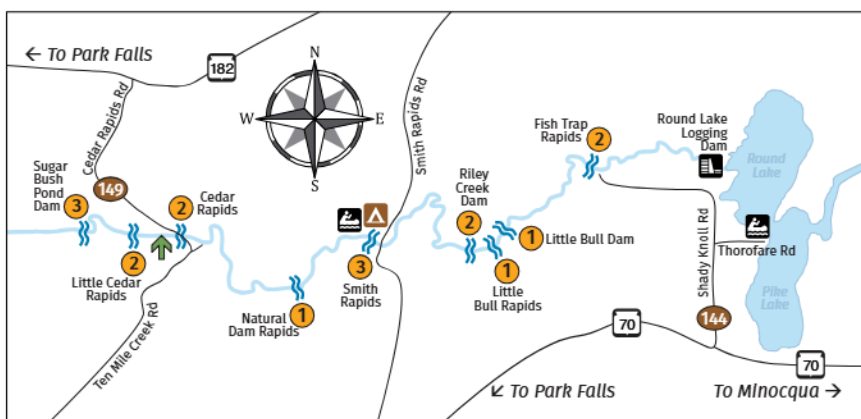 ← To Park Falls
182
N
W
E
S
Cedar Rapids Rd
Smith Rapids Rd
Sugar
Bush
Pond
Dam
3
149
2
Cedar
Rapids
2
Little Cedar
Rapids
Ten Mile Creek Rd
Natural
Dam Rapids
1
3
Smith
Rapids
Riley
Creek
Dam
2
1
Little Bull Dam
1
Little
Bull Rapids
Fish Trap
Rapids
2
Round Lake
Logging
Dam
Round
Lake
Thorofare Rd
Pike
Lake
Shady Knoll Rd
144
70
70
↙ To Park Falls
To Minocqua →